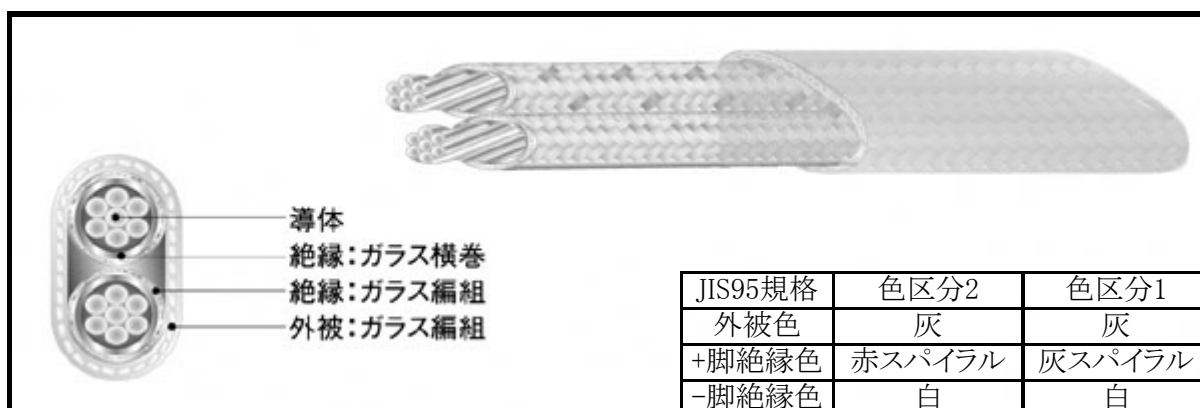 導体
絶縁:ガラス横巻
絶縁:ガラス編組
外被:ガラス編組
JIS95規格 色区分2 色区分1
外被色 灰 灰
+脚絶縁色 赤スパイラル 灰スパイラル
−脚絶縁色 白 白